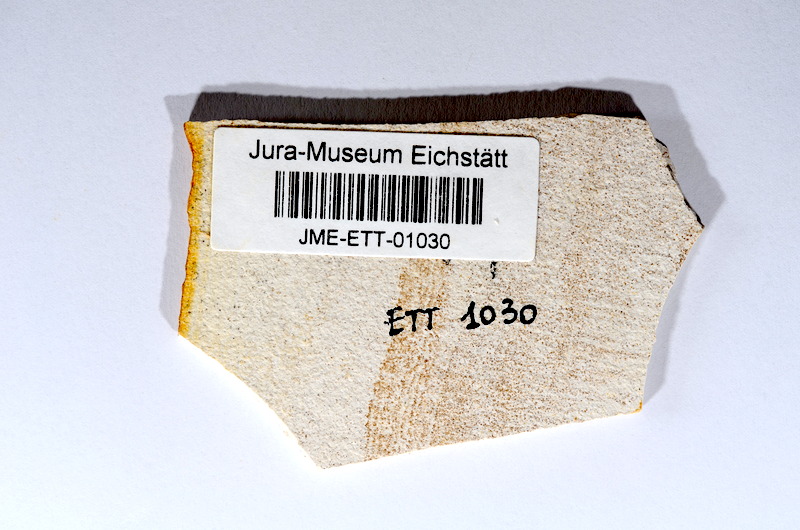 Jura-Museum Eichstätt
JME-ETT-01030
ETT 1030